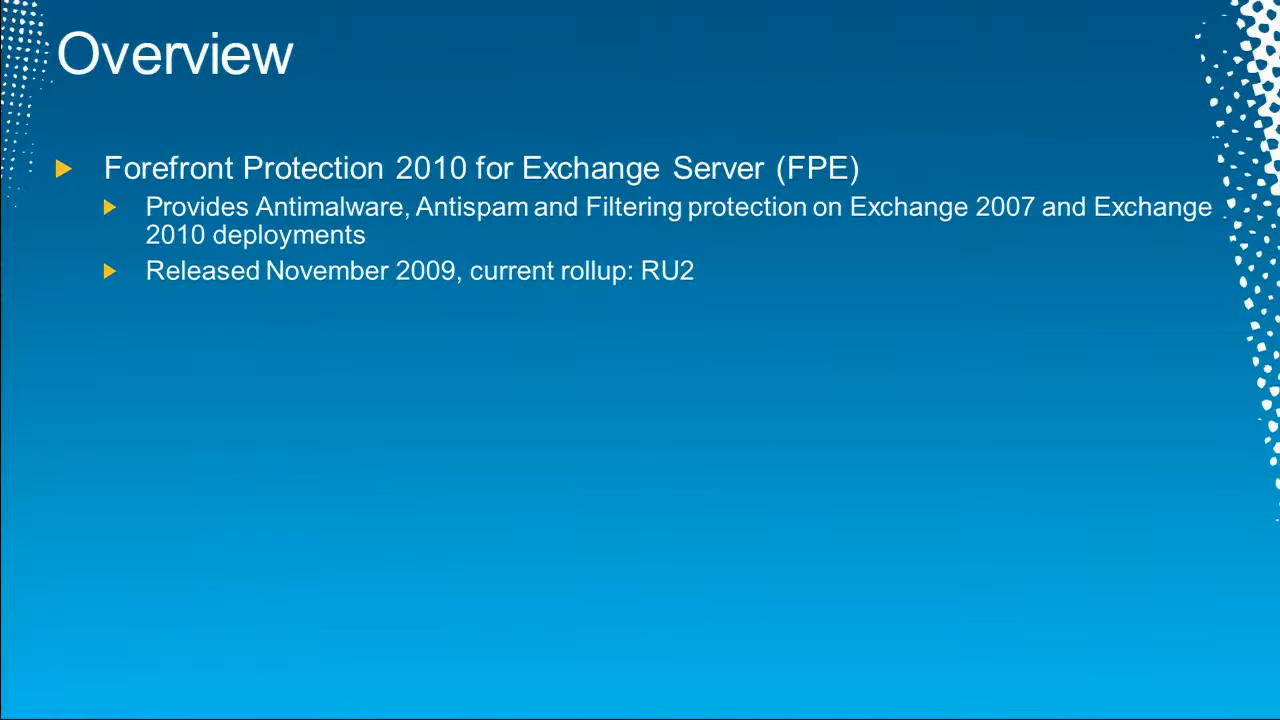 Overview
Forefront Protection 2010 for Exchange Server (FPE)
Provides Antimalware, Antispam and Filtering protection on Exchange 2007 and Exchange
2010 deployments
Released November 2009, current rollup: RU2